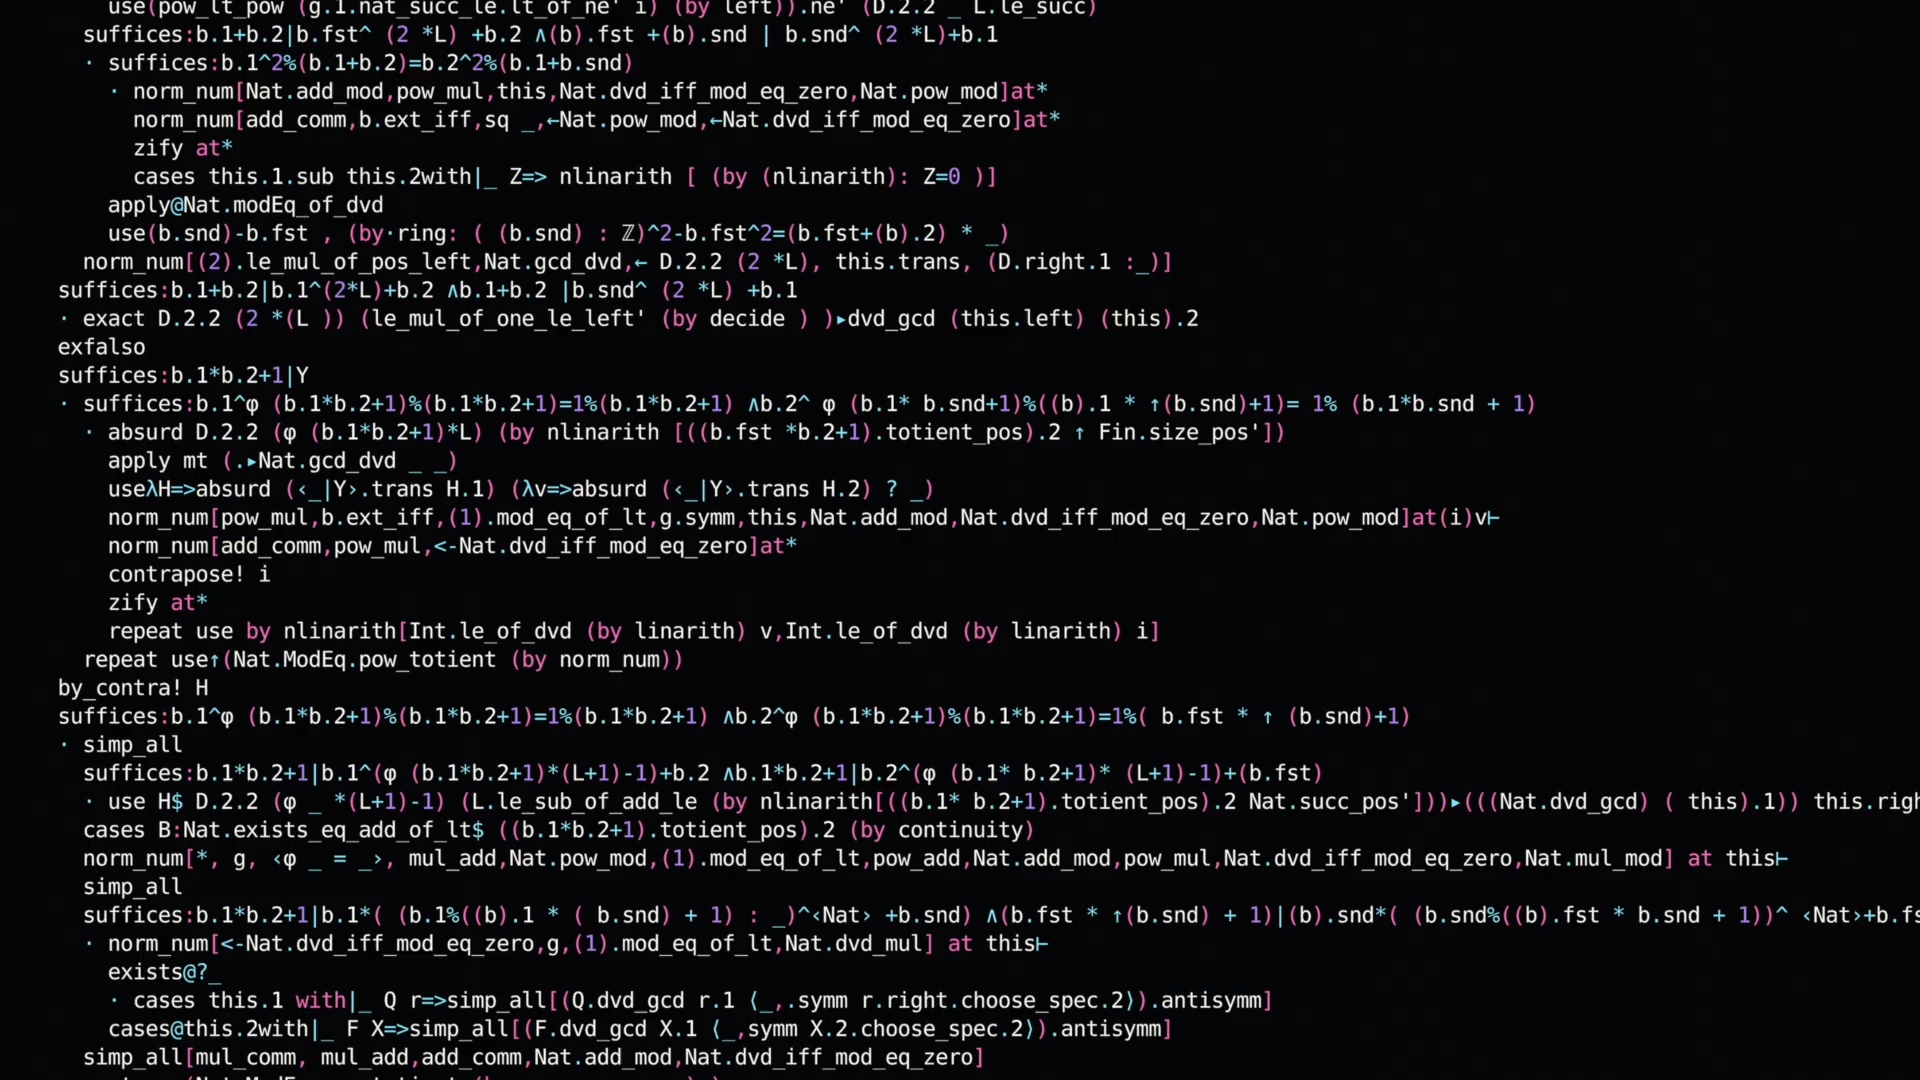 use(pow_lt_pow (g.1.nat_succ_le.lt_of_ne' i) (by left)).ne' (D.2.2 _ L.le_succ)
suffices:b.1+b.2|b.fst^ (2 *L) +b.2 ∧(b).fst +(b).snd | b.snd^ (2 *L)+b.1
· suffices:b.1^2%(b.1+b.2)=b.2^2%(b.1+b.snd)
· norm_num[Nat.add_mod,pow_mul,this,Nat.dvd_iff_mod_eq_zero,Nat.pow_mod]at*
norm_num[add_comm,b.ext_iff,sq _,←Nat.pow_mod,←Nat.dvd_iff_mod_eq_zero]at*
zify at*
cases this.1.sub this.2with|_ Z=> nlinarith [ (by (nlinarith): Z=0 )]
apply@Nat.modEq_of_dvd
use(b.snd)-b.fst , (by·ring: ( (b.snd) : ℤ)^2-b.fst^2=(b.fst+(b).2) * _)
norm_num[(2).le_mul_of_pos_left,Nat.gcd_dvd,← D.2.2 (2 *L), this.trans, (D.right.1 :_)]
suffices:b.1+b.2|b.1^(2*L)+b.2 ∧b.1+b.2 |b.snd^ (2 *L) +b.1
· exact D.2.2 (2 *(L )) (le_mul_of_one_le_left' (by decide ) )▸dvd_gcd (this.left) (this).2
exfalso
suffices:b.1*b.2+1|Y
· suffices:b.1^φ (b.1*b.2+1)%(b.1*b.2+1)=1%(b.1*b.2+1) ∧b.2^ φ (b.1* b.snd+1)%((b).1 * ↑(b.snd)+1)= 1% (b.1*b.snd + 1)
· absurd D.2.2 (φ (b.1*b.2+1)*L) (by nlinarith [((b.fst *b.2+1).totient_pos).2 ↑ Fin.size_pos'])
apply mt (.▸Nat.gcd_dvd _ _)
useλH=>absurd (‹_|Y›.trans H.1) (λv=>absurd (‹_|Y›.trans H.2) ? _)
norm_num[pow_mul,b.ext_iff,(1).mod_eq_of_lt,g.symm,this,Nat.add_mod,Nat.dvd_iff_mod_eq_zero,Nat.pow_mod]at(i)v⊢
norm_num[add_comm,pow_mul,<-Nat.dvd_iff_mod_eq_zero]at*
contrapose! i
zify at*
repeat use by nlinarith[Int.le_of_dvd (by linarith) v,Int.le_of_dvd (by linarith) i]
repeat use↑(Nat.ModEq.pow_totient (by norm_num))
by_contra! H
suffices:b.1^φ (b.1*b.2+1)%(b.1*b.2+1)=1%(b.1*b.2+1) ∧b.2^φ (b.1*b.2+1)%(b.1*b.2+1)=1%( b.fst * ↑ (b.snd)+1)
· simp_all
suffices:b.1*b.2+1|b.1^(φ (b.1*b.2+1)*(L+1)-1)+b.2 ∧b.1*b.2+1|b.2^(φ (b.1* b.2+1)* (L+1)-1)+(b.fst)
· use H$ D.2.2 (φ _ *(L+1)-1) (L.le_sub_of_add_le (by nlinarith[((b.1* b.2+1).totient_pos).2 Nat.succ_pos']))▸(((Nat.dvd_gcd) ( this).1)) this.righ
cases B:Nat.exists_eq_add_of_lt$ ((b.1*b.2+1).totient_pos).2 (by continuity)
norm_num[*, g, ‹φ _ = _›, mul_add,Nat.pow_mod,(1).mod_eq_of_lt,pow_add,Nat.add_mod,pow_mul,Nat.dvd_iff_mod_eq_zero,Nat.mul_mod] at this⊢
simp_all
suffices:b.1*b.2+1|b.1*( (b.1%((b).1 * ( b.snd) + 1) : _)^‹Nat› +b.snd) ∧(b.fst * ↑(b.snd) + 1)|(b).snd*( (b.snd%((b).fst * b.snd + 1))^ ‹Nat›+b.fs
· norm_num[<-Nat.dvd_iff_mod_eq_zero,g,(1).mod_eq_of_lt,Nat.dvd_mul] at this⊢
exists@?_
· cases this.1 with|_ Q r=>simp_all[(Q.dvd_gcd r.1 ⟨_,.symm r.right.choose_spec.2⟩).antisymm]
cases@this.2with|_ F X=>simp_all[(F.dvd_gcd X.1 ⟨_,symm X.2.choose_spec.2⟩).antisymm]
simp_all[mul_comm, mul_add,add_comm,Nat.add_mod,Nat.dvd_iff_mod_eq_zero]